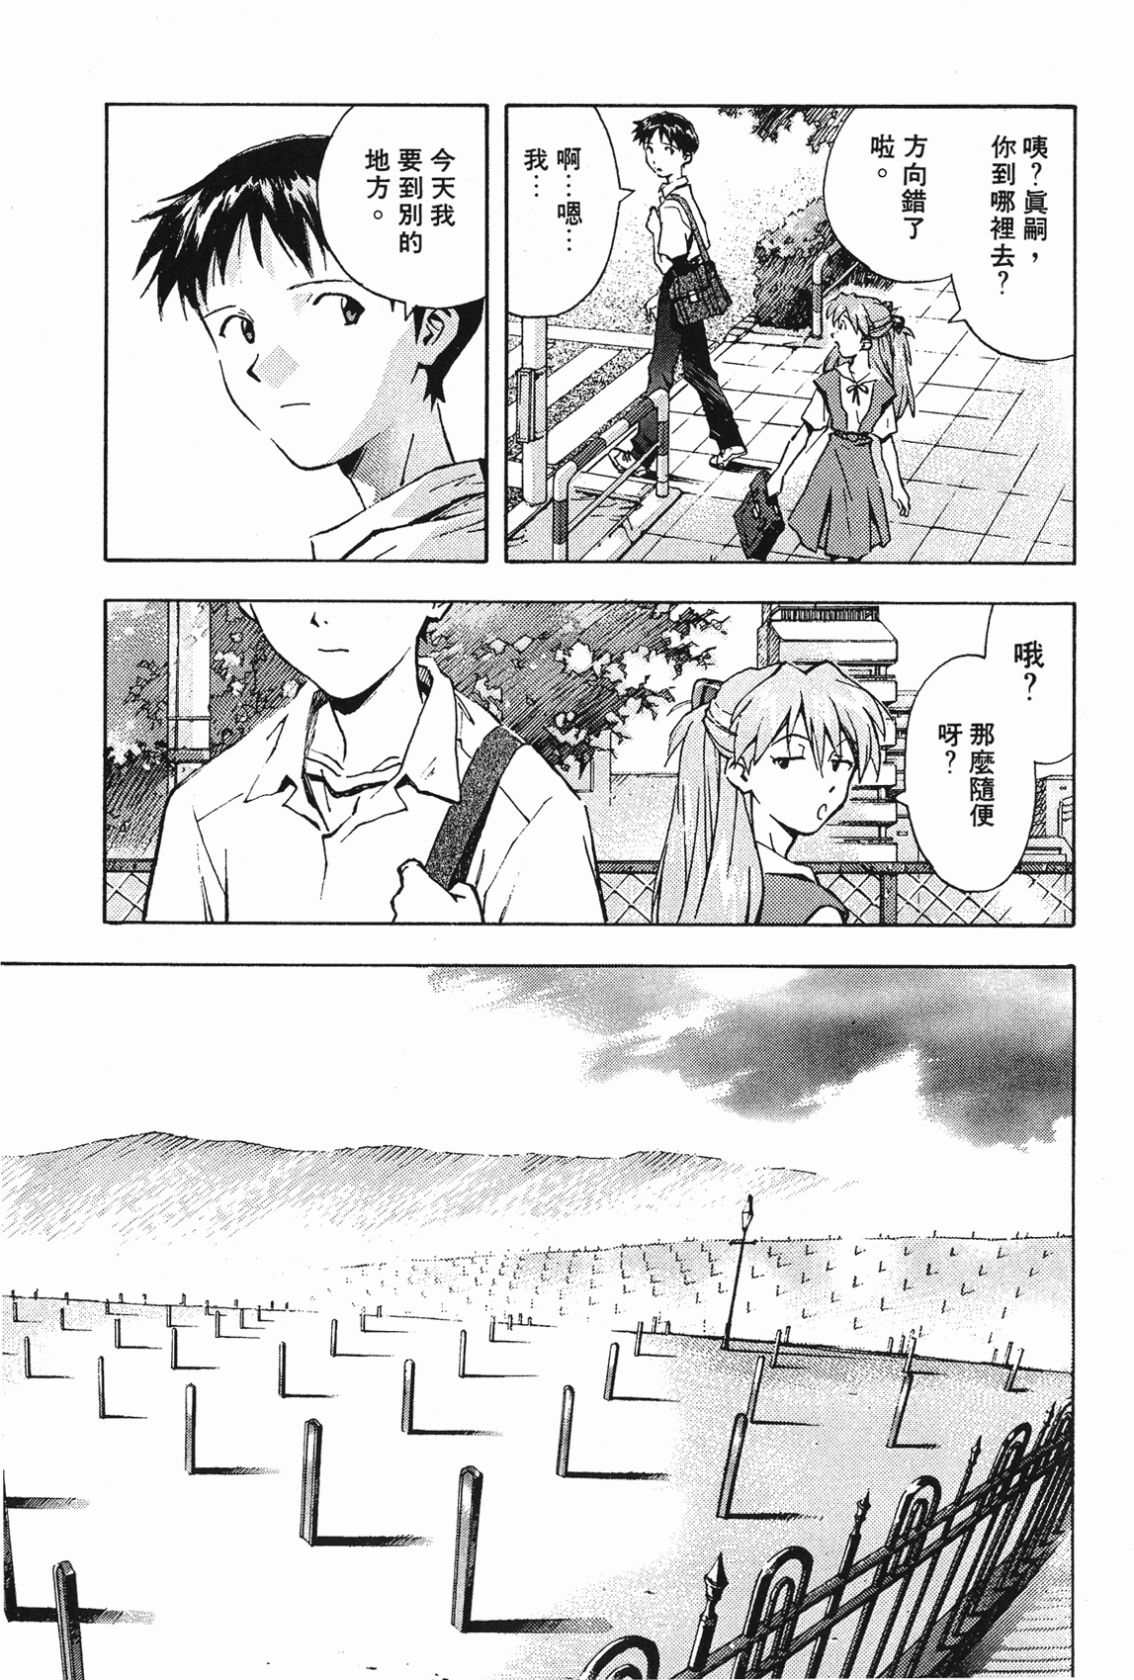 咦？眞嗣，
你到哪裡去？
方向錯了
啦。
啊…嗯…
我…
今天我
要到別的
地方。
哦？
那麼隨便
呀？